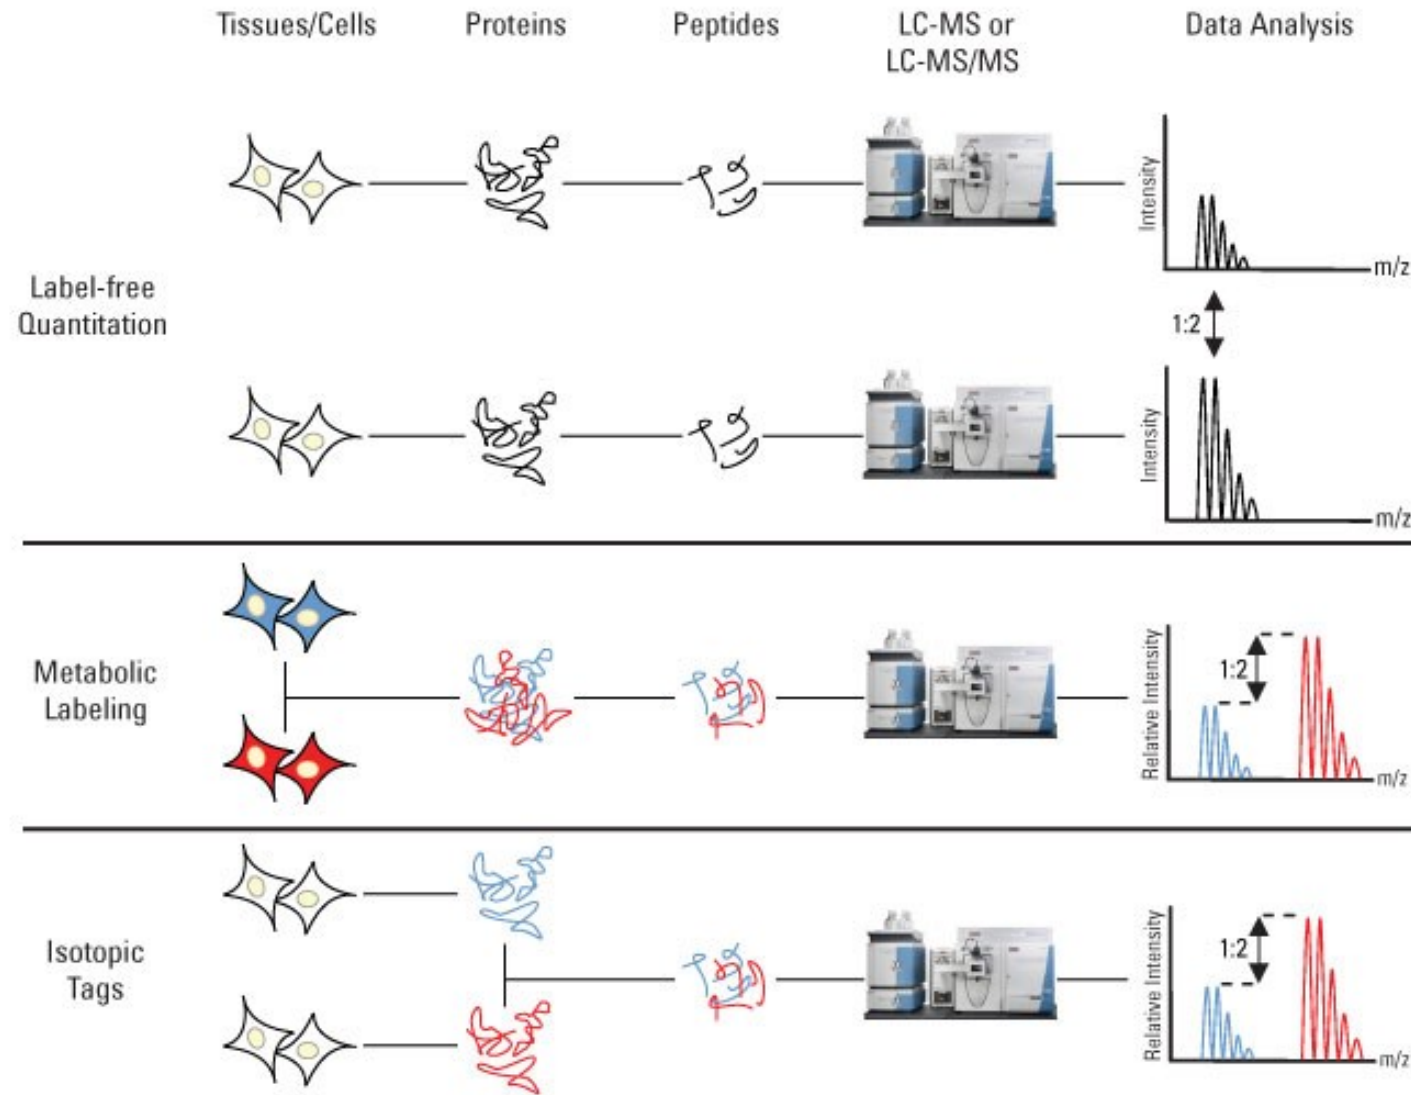 Tissues/Cells
Proteins
Peptides
LC-MS or
LC-MS/MS
Data Analysis
Label-free
Quantitation
Intensity
m/z
1:2
Intensity
m/z
Metabolic
Labeling
Relative Intensity
1:2
m/z
Isotopic
Tags
Relative Intensity
1:2
m/z